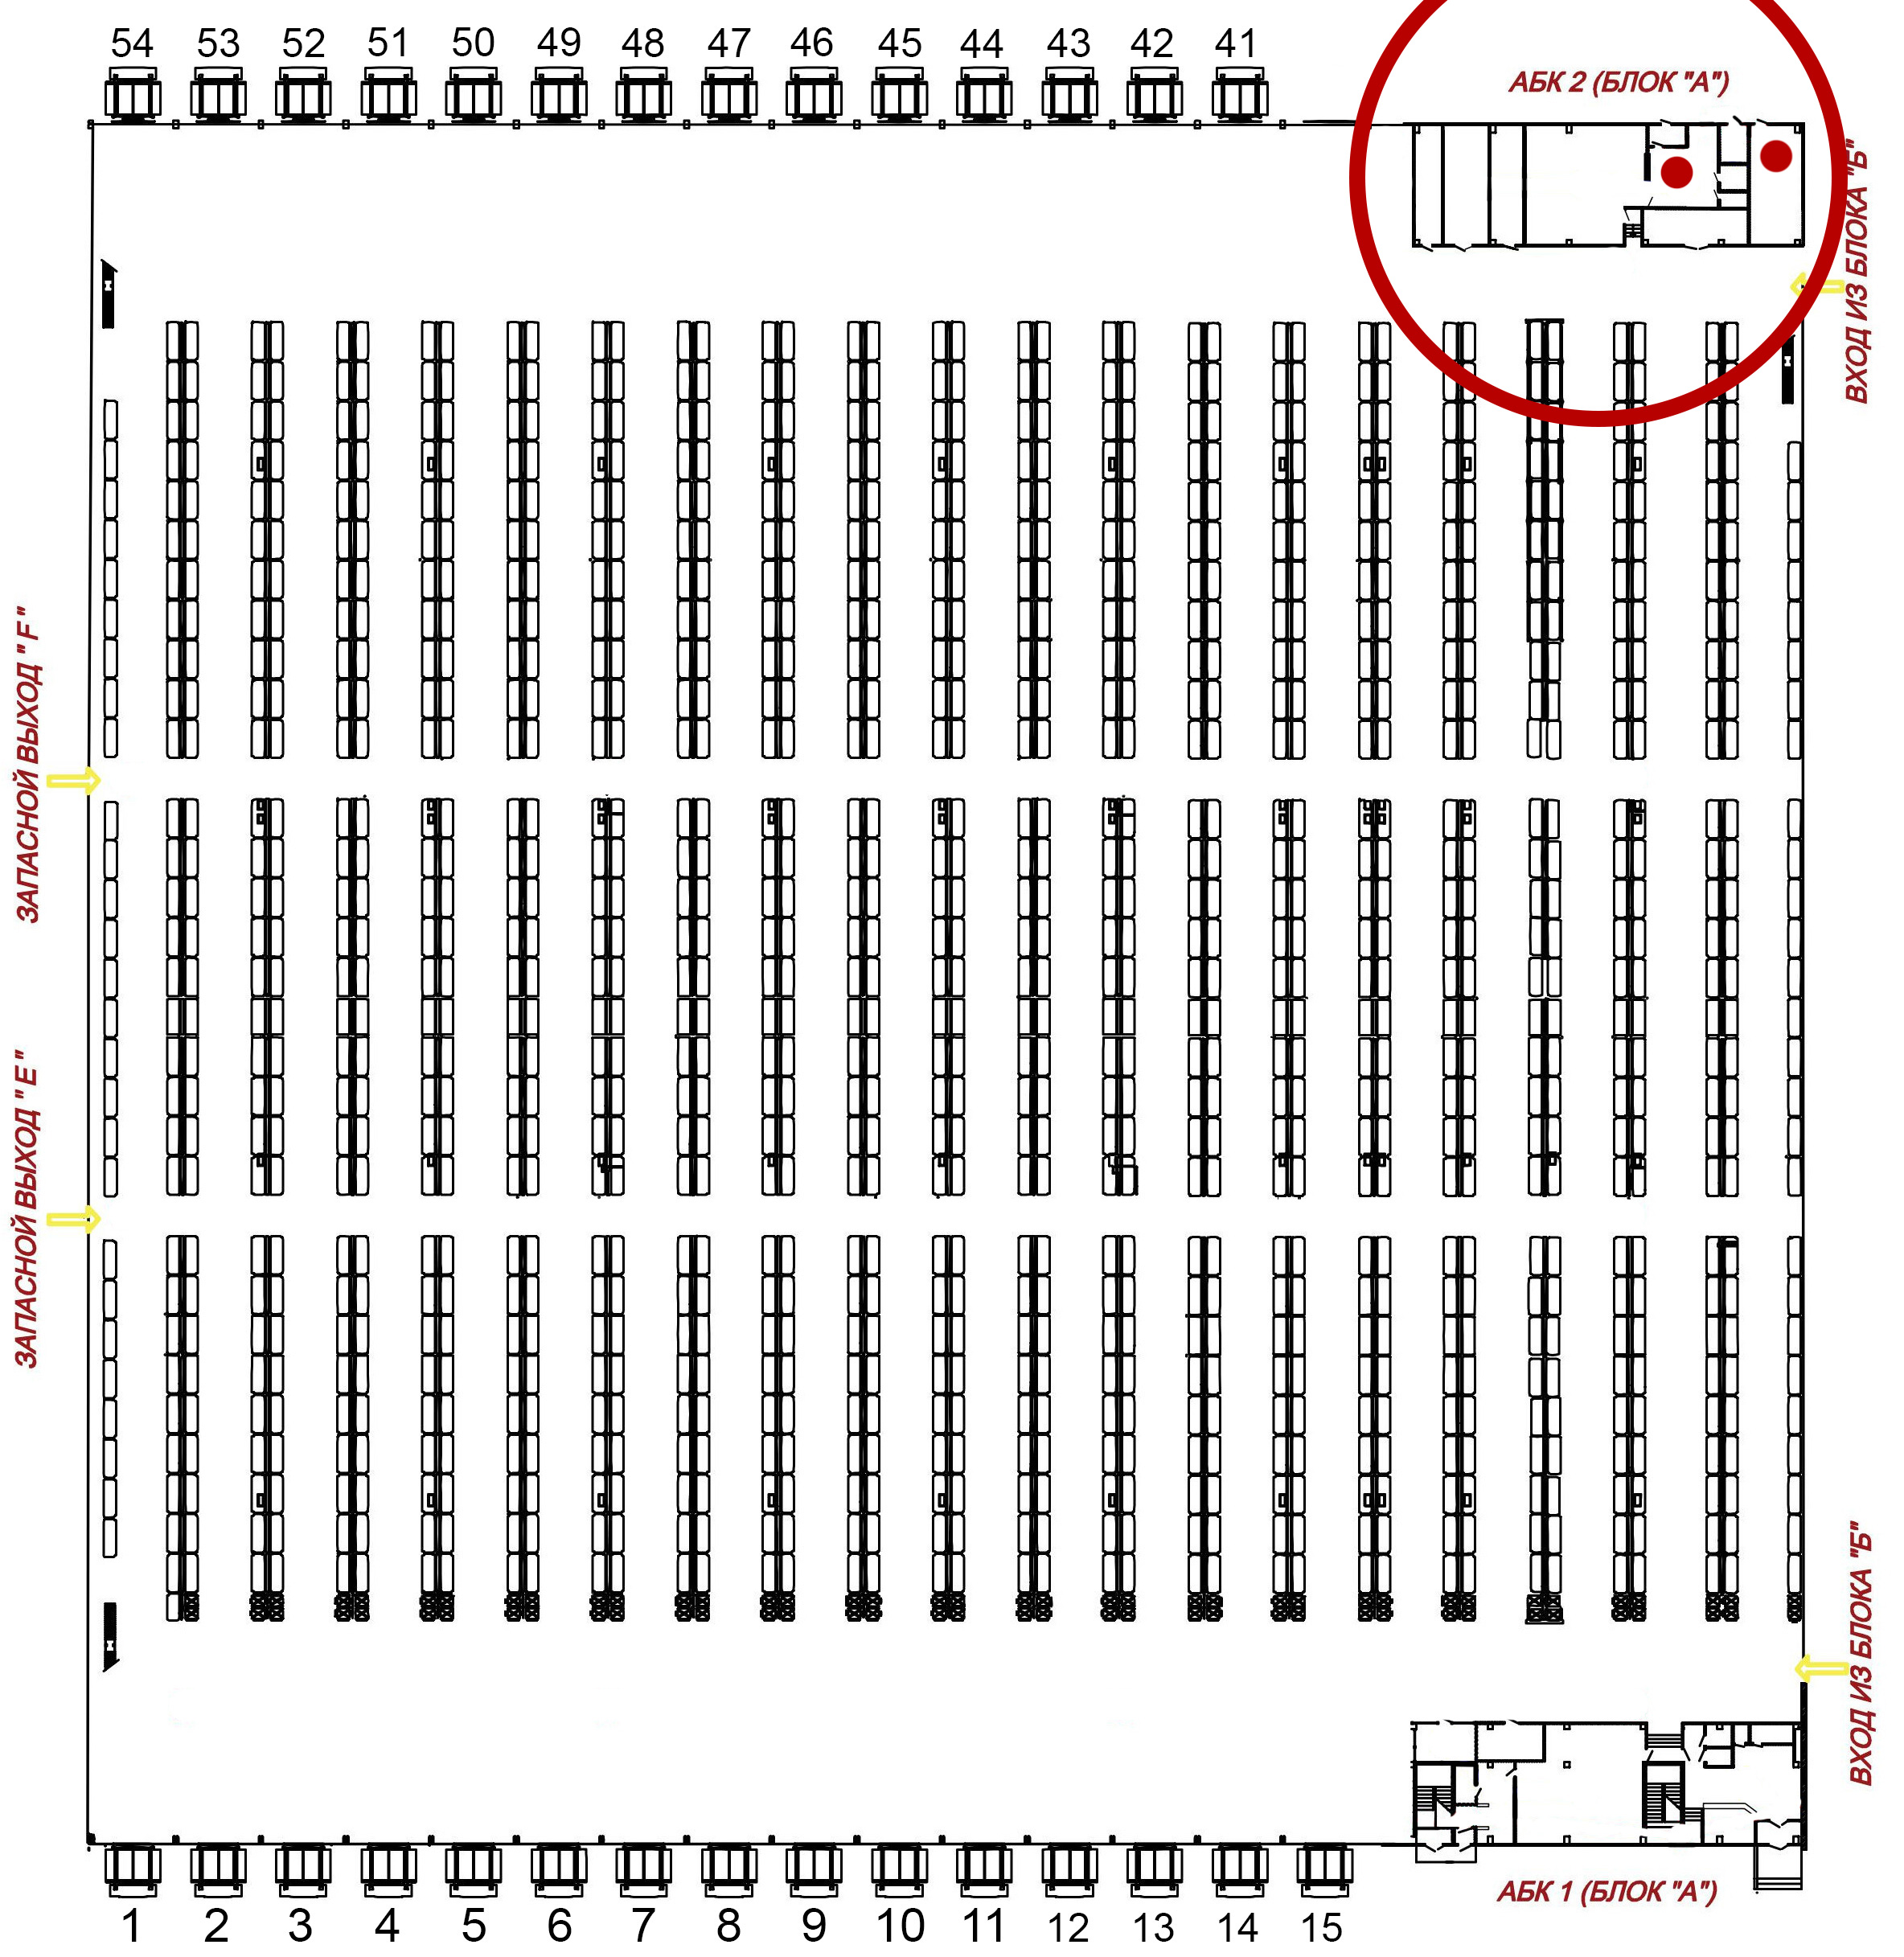 54 53 52 51 50 49 48 47 46 45 44 43 42 41
АБК 2 (БЛОК "А")
ВХОД ИЗ БЛОКА "Б"
ЗАПАСНОЙ ВЫХОД " F "
ЗАПАСНОЙ ВЫХОД " Е "
ВХОД ИЗ БЛОКА "Б"
АБК 1 (БЛОК "А")
1 2 3 4 5 6 7 8 9 10 11 12 13 14 15